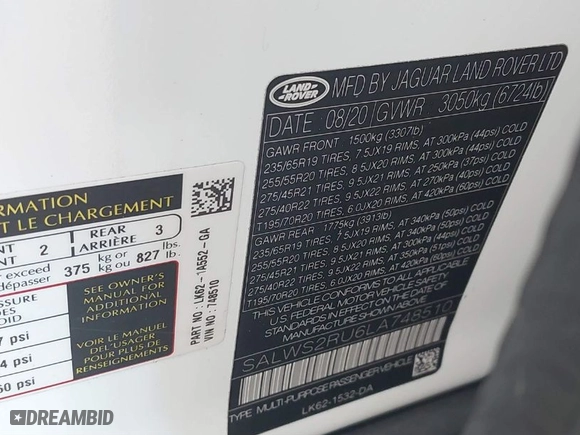 RMATION
T LE CHARGEMENT
NT 2 REAR 3
NT ARRIÈRE
er exceed 375 kg or 827 lbs.
dépasser kg ou lb.
SSURE
ES
OID
7 psi
4 psi
60 psi
SEE OWNER'S
MANUAL FOR
ADDITIONAL
INFORMATION
VOIR LE MANUEL
DE L'USAGER
POUR PLUS DE
RENSEIGNEMENTS
PART NO: LK62-1A552-GA
VIN NO: 748510
LAND ROVER
MFD BY JAGUAR LAND ROVER LTD
DATE : 08/20 GVWR 3050kg (6724lb)
GAWR FRONT 1500kg (3307lb)
235/65R19 TIRES, 7.5JX19 RIMS, AT 300kPa (44psi) COLD
255/55R20 TIRES, 8.5JX20 RIMS, AT 300kPa (44psi) COLD
275/45R21 TIRES, 9.5JX21 RIMS, AT 250kPa (37psi) COLD
275/40R22 TIRES, 9.5JX22 RIMS, AT 270kPa (40psi) COLD
T195/70R20 TIRES, 6.0JX20 RIMS, AT 420kPa (60psi) COLD
GAWR REAR 1775kg (3913lb)
235/65R19 TIRES, 7.5JX19 RIMS, AT 340kPa (50psi) COLD
255/55R20 TIRES, 8.5JX20 RIMS, AT 340kPa (50psi) COLD
275/45R21 TIRES, 9.5JX21 RIMS, AT 300kPa (44psi) COLD
275/40R22 TIRES, 9.5JX22 RIMS, AT 350kPa (51psi) COLD
T195/70R20 TIRES, 6.0JX20 RIMS, AT 420kPa (60psi) COLD
THIS VEHICLE CONFORMS TO ALL APPLICABLE
FEDERAL MOTOR VEHICLE SAFETY AND THEFT PREVENTION
STANDARDS IN EFFECT ON THE DATE OF
MANUFACTURE SHOWN ABOVE.
SALWS2RU6LA748510
TYPE MULTI-PURPOSE PASSENGER VEHICLE
LK62-1532-DA
DREAMBID